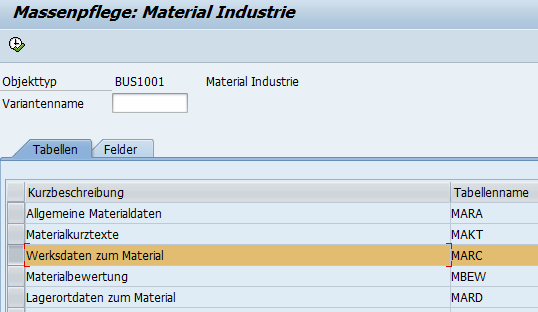 Massenpflege: Material Industrie
Objekttyp BUS1001 Material Industrie
Variantenname
Tabellen Felder
Kurzbeschreibung Tabellenname
Allgemeine Materialdaten MARA
Materialkurztexte MAKT
Werksdaten zum Material MARC
Materialbewertung MBEW
Lagerortdaten zum Material MARD